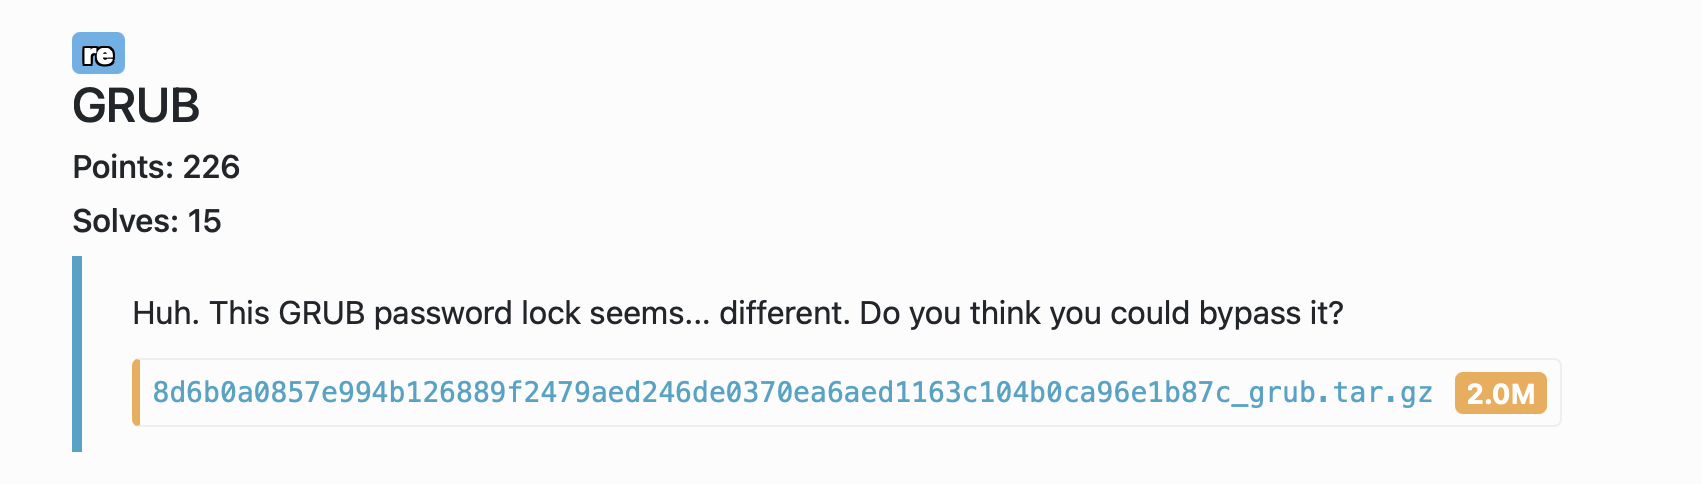 re
GRUB
Points: 226
Solves: 15
Huh. This GRUB password lock seems... different. Do you think you could bypass it?
8d6b0a0857e994b126889f2479aed246de0370ea6aed1163c104b0ca96e1b87c_grub.tar.gz 2.0M